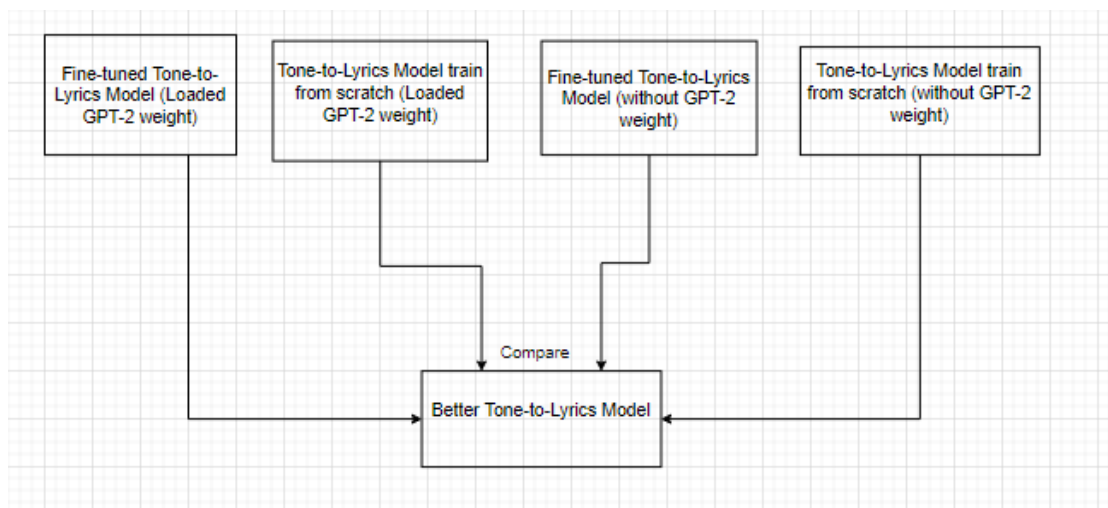 Fine-tuned Tone-to-
Lyrics Model (Loaded
GPT-2 weight)
Tone-to-Lyrics Model train
from scratch (Loaded
GPT-2 weight)
Fine-tuned Tone-to-Lyrics
Model (without GPT-2
weight)
Tone-to-Lyrics Model train
from scratch (without GPT-2
weight)
Compare
Better Tone-to-Lyrics Model